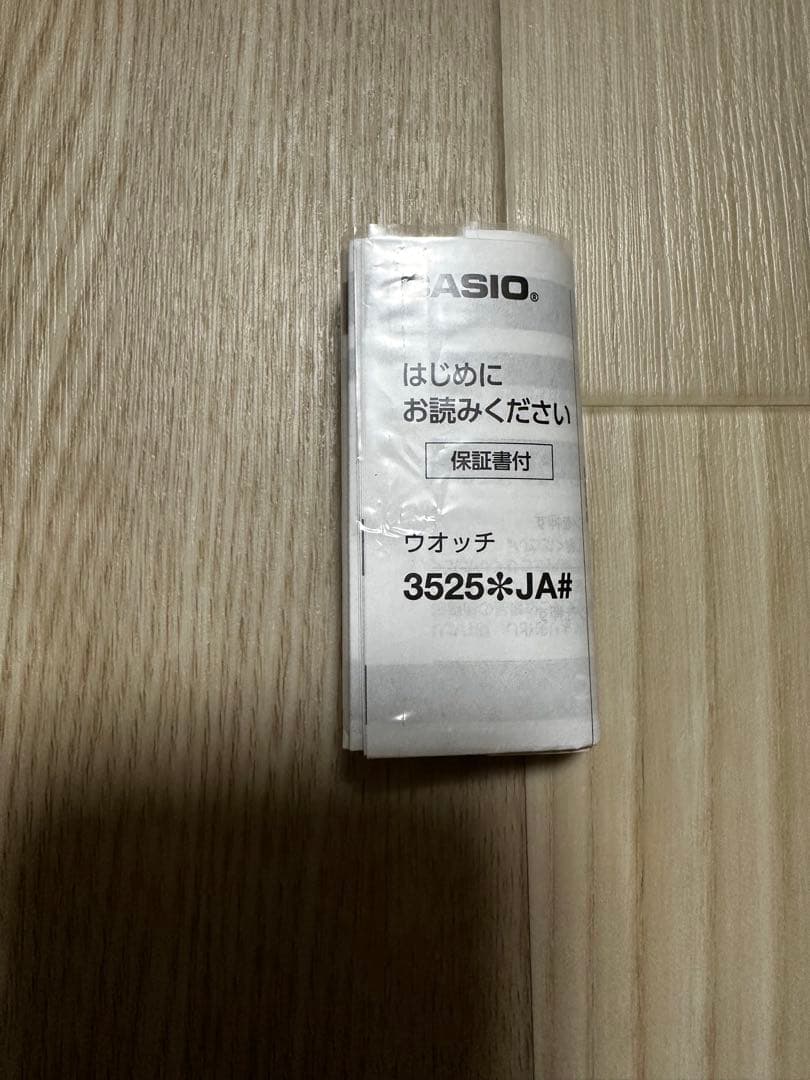 CASIO®
はじめに
お読みください
保証書付
ウオッチ
3525✻JA#